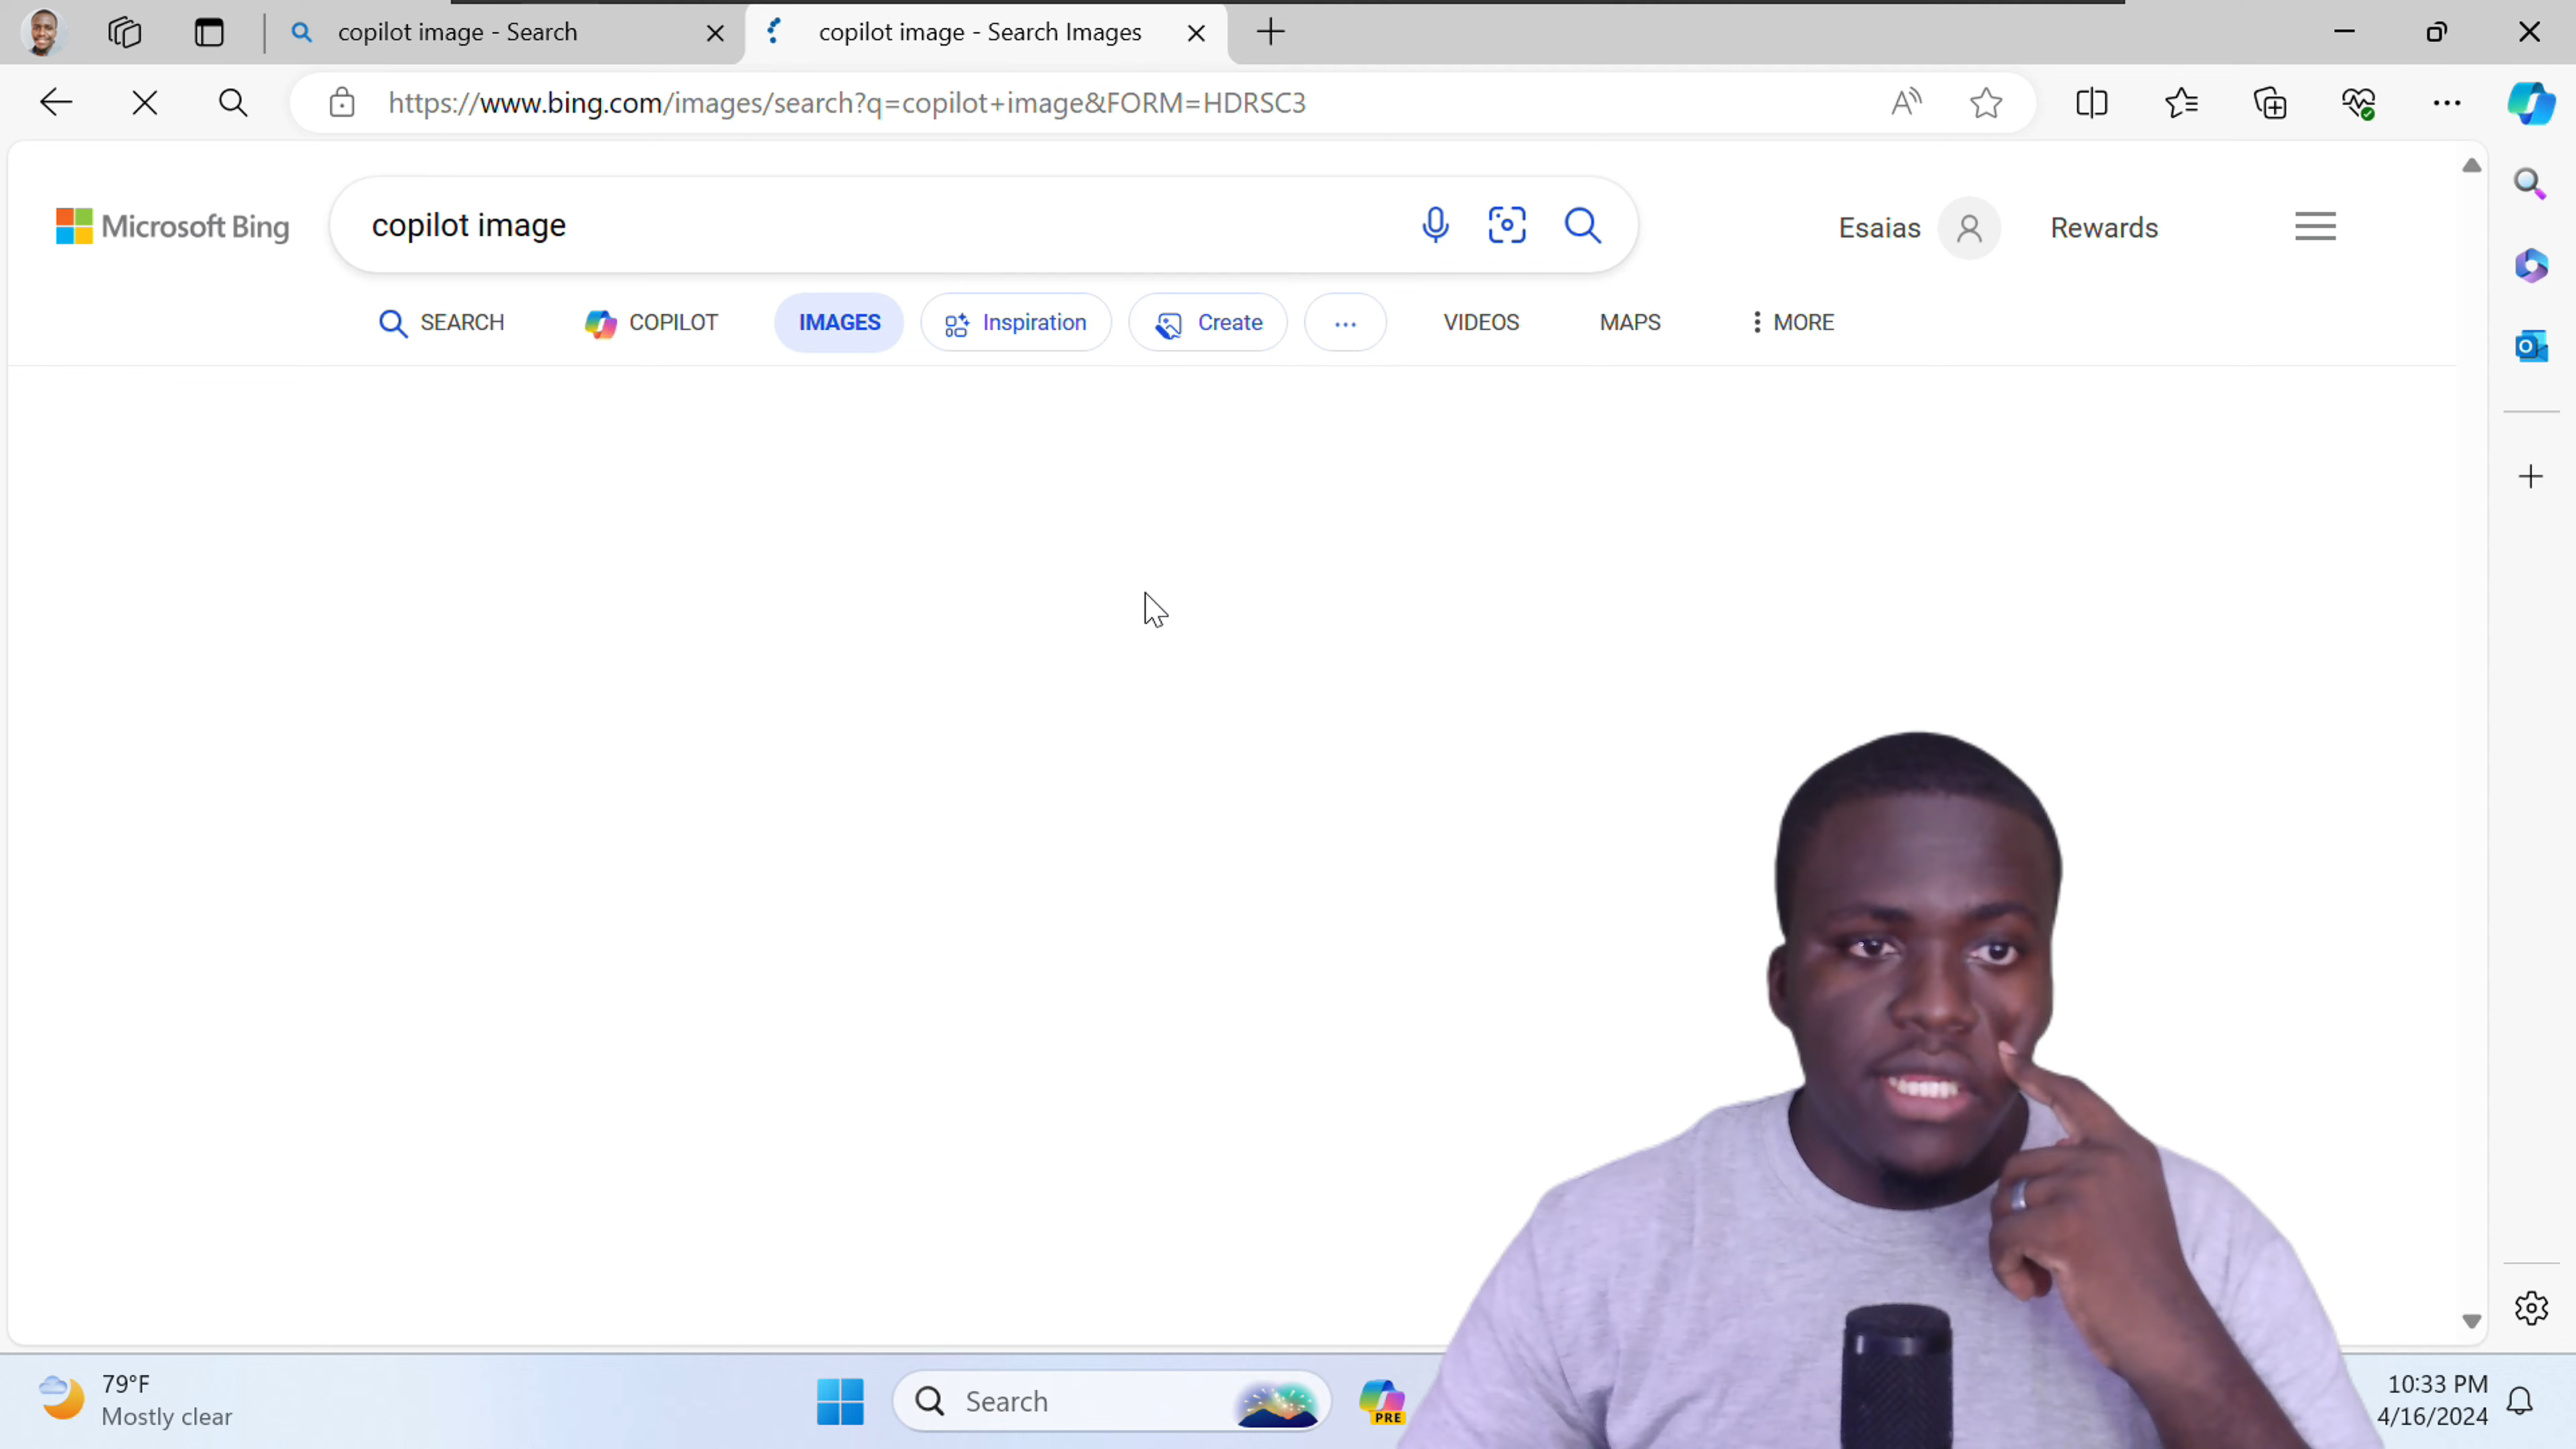 copilot image - Search
copilot image - Search Images
https://www.bing.com/images/search?q=copilot+image&FORM=HDRSC3
Microsoft Bing
copilot image
Esaias
Rewards
SEARCH
COPILOT
IMAGES
Inspiration
Create
VIDEOS
MAPS
MORE
79°F
Mostly clear
Search
PRE
10:33 PM
4/16/2024